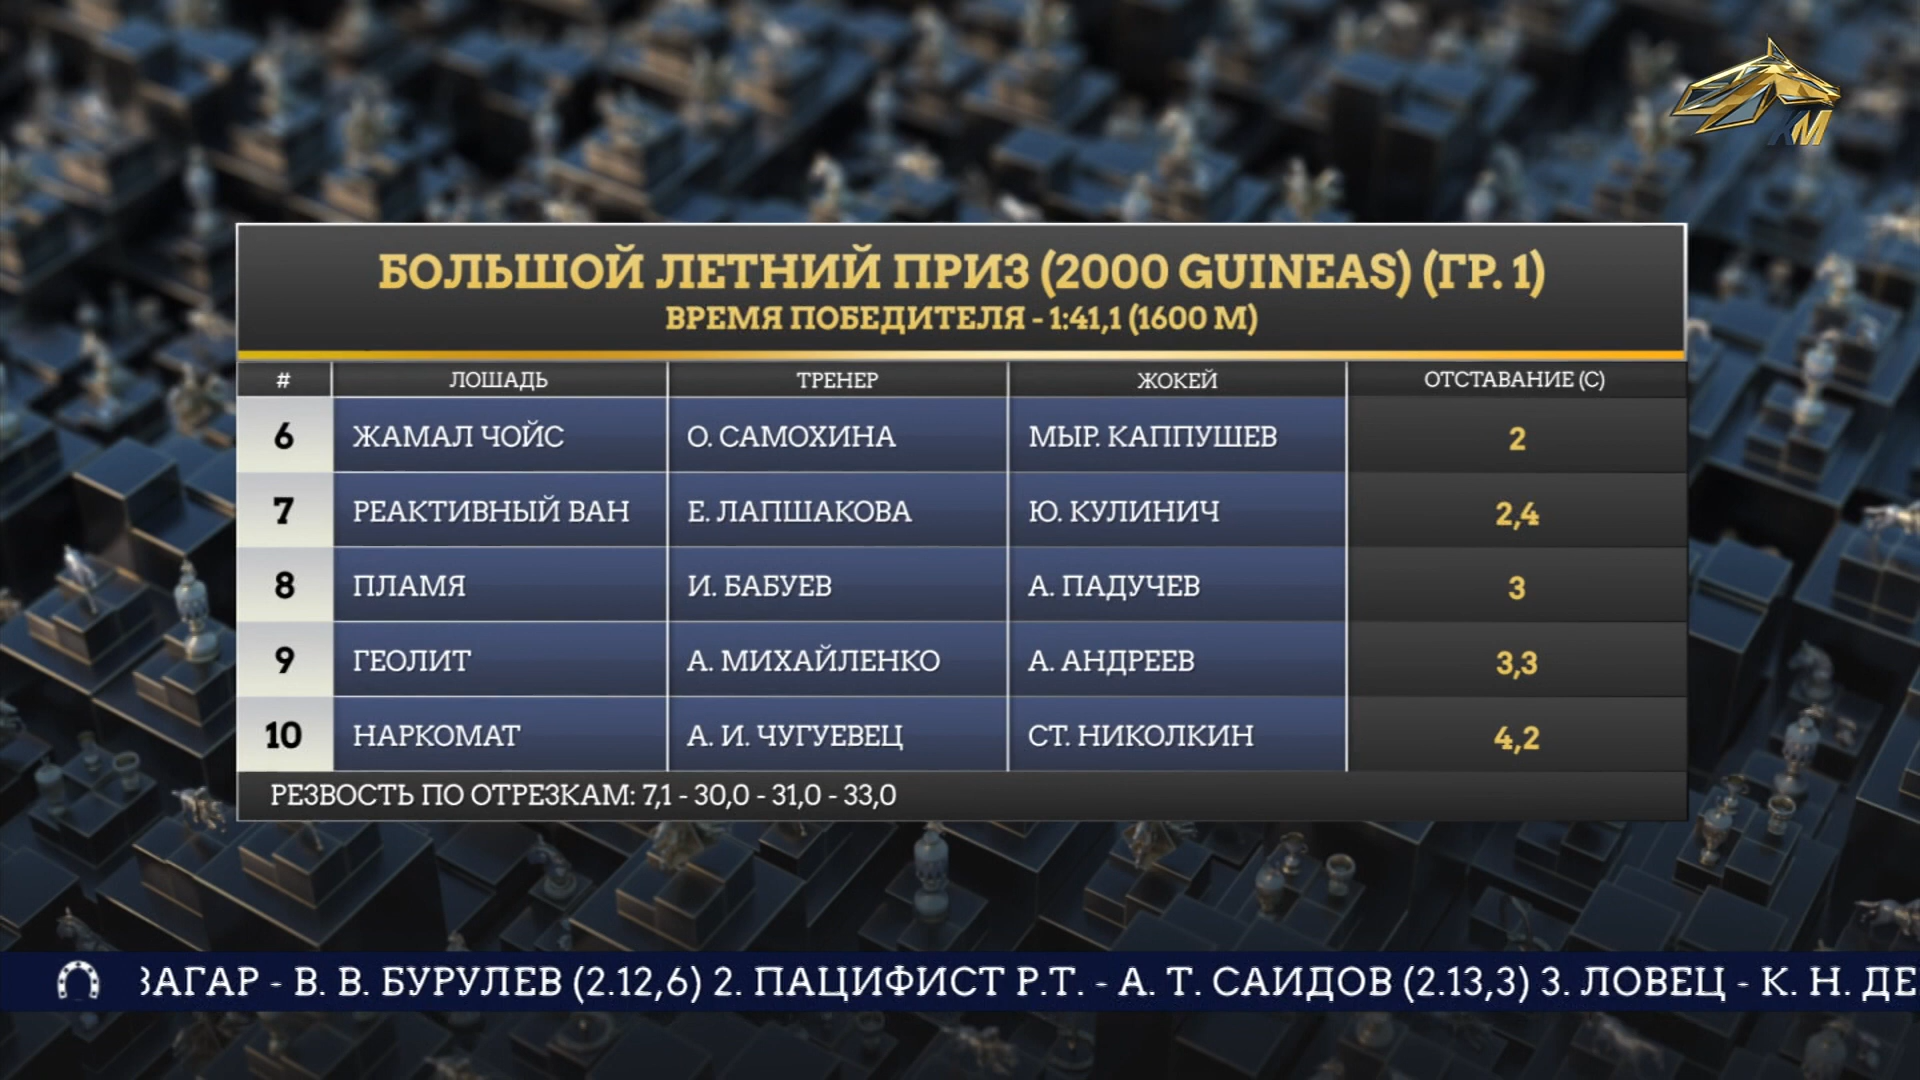 КМ
БОЛЬШОЙ ЛЕТНИЙ ПРИЗ (2000 GUINEAS) (ГР. 1)
ВРЕМЯ ПОБЕДИТЕЛЯ - 1:41,1 (1600 М)
# ЛОШАДЬ ТРЕНЕР ЖОКЕЙ ОТСТАВАНИЕ (С)
6 ЖАМАЛ ЧОЙС О. САМОХИНА МЫР. КАППУШЕВ 2
7 РЕАКТИВНЫЙ ВАН Е. ЛАПШАКОВА Ю. КУЛИНИЧ 2,4
8 ПЛАМЯ И. БАБУЕВ А. ПАДУЧЕВ 3
9 ГЕОЛИТ А. МИХАЙЛЕНКО А. АНДРЕЕВ 3,3
10 НАРКОМАТ А. И. ЧУГУЕВЕЦ СТ. НИКОЛКИН 4,2
РЕЗВОСТЬ ПО ОТРЕЗКАМ: 7,1 - 30,0 - 31,0 - 33,0
ЗАГАР - В. В. БУРУЛЕВ (2.12,6) 2. ПАЦИФИСТ Р.Т. - А. Т. САИДОВ (2.13,3) 3. ЛОВЕЦ - К. Н. ДЕ